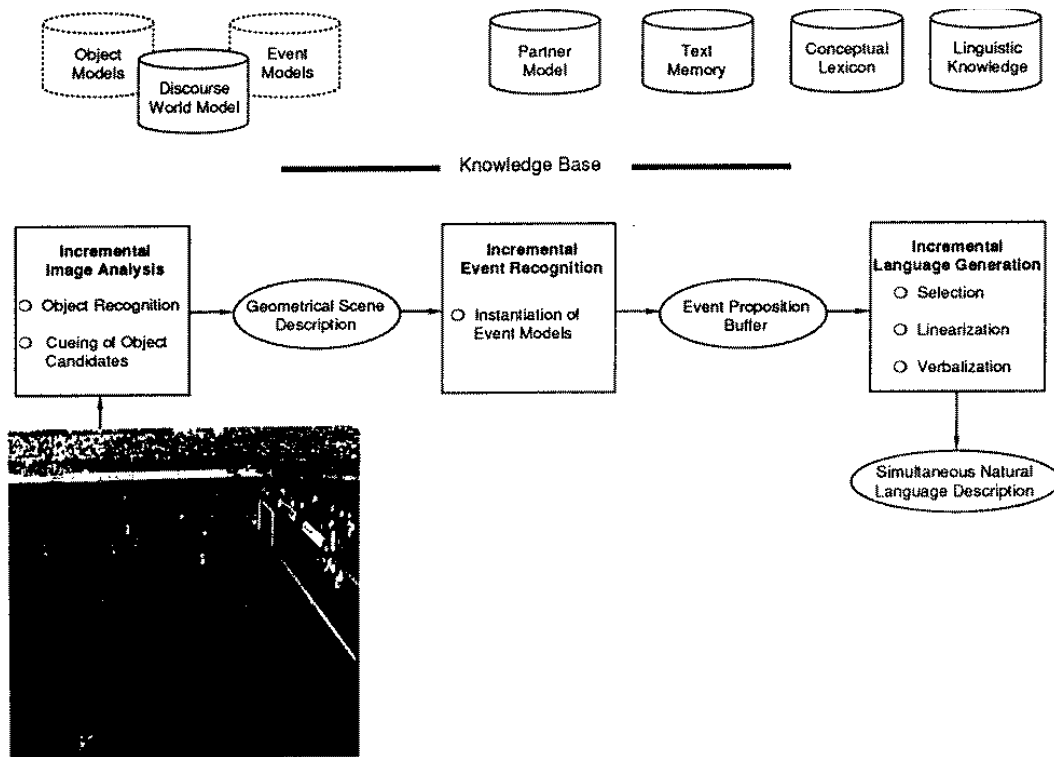 Object
Models
Event
Models
Discourse
World Model
Partner
Model
Text
Memory
Conceptual
Lexicon
Linguistic
Knowledge
Knowledge Base
Incremental
Image Analysis
Object Recognition
Cueing of Object
Candidates
Geometrical Scene
Description
Incremental
Event Recognition
Instantiation of
Event Models
Event Proposition
Buffer
Incremental
Language Generation
Selection
Linearization
Verbalization
Simultaneous Natural
Language Description